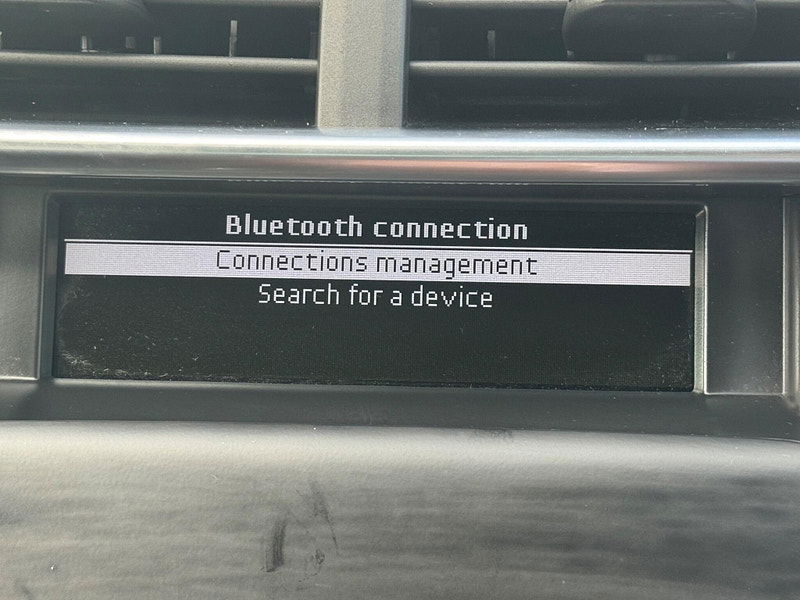 Bluetooth connection
Connections management
Search for a device